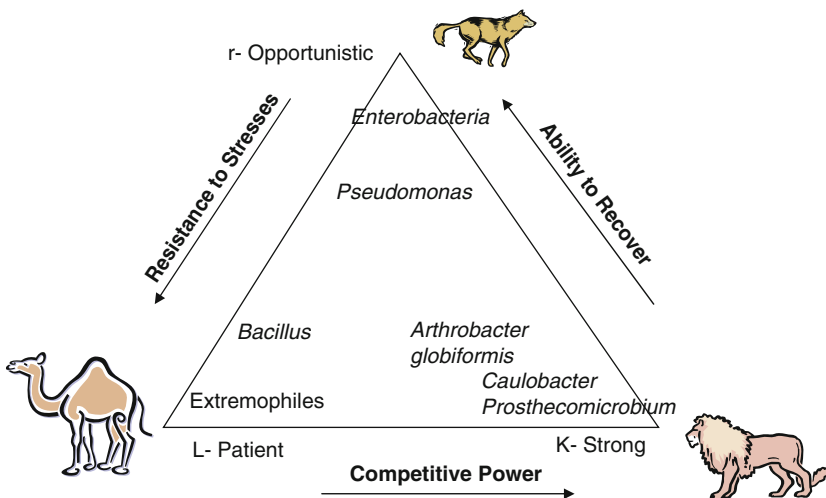 r- Opportunistic
Enterobacteria
Resistance to Stresses
Ability to Recover
Pseudomonas
Bacillus
Arthrobacter
globiformis
Caulobacter
Extremophiles
Prosthecomicrobium
L- Patient
K- Strong
Competitive Power